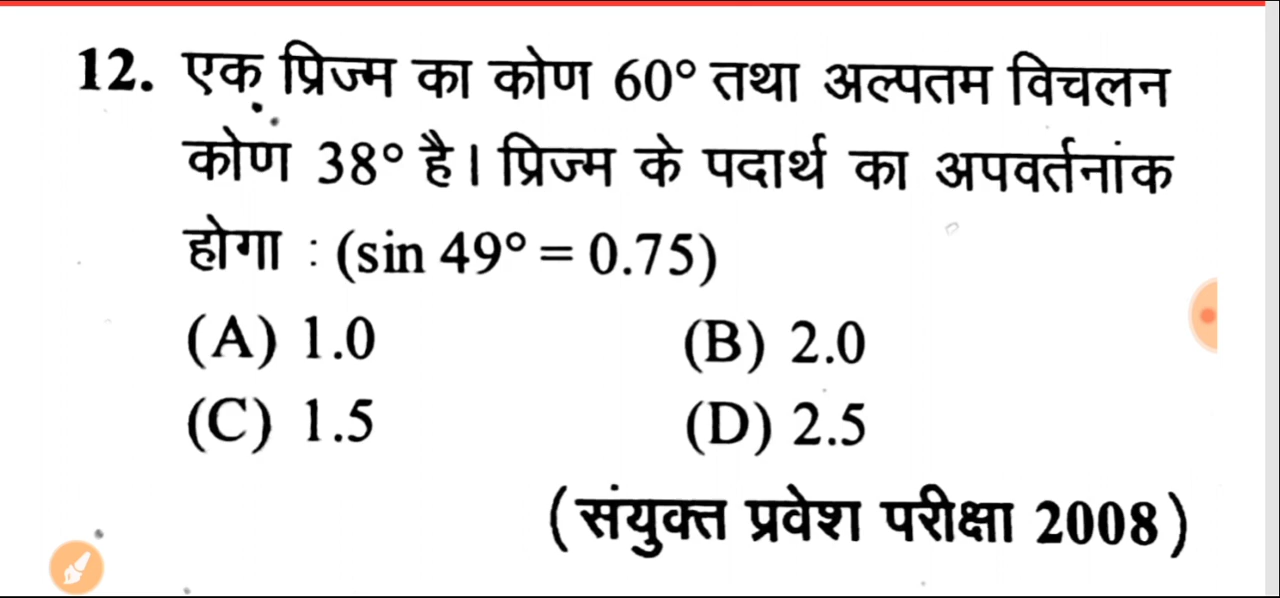 12. एक प्रिज्म का कोण 60° तथा अल्पतम विचलन
कोण 38° है। प्रिज्म के पदार्थ का अपवर्तनांक
होगा : (sin 49° = 0.75)
(A) 1.0 (B) 2.0
(C) 1.5 (D) 2.5
(संयुक्त प्रवेश परीक्षा 2008)